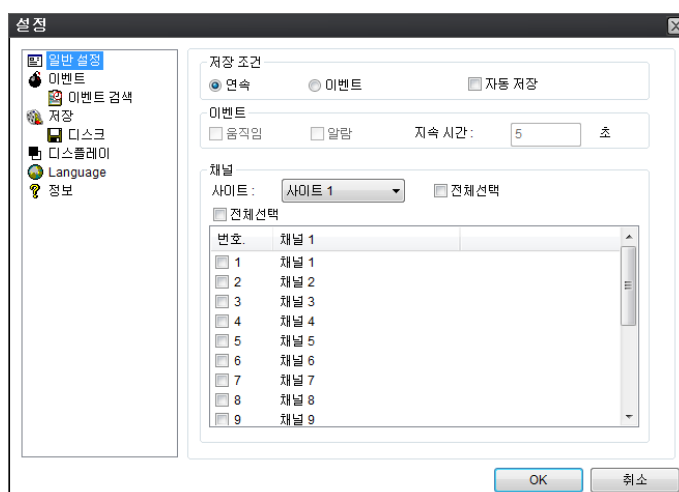 설정
일반 설정
이벤트
이벤트 검색
저장
디스크
디스플레이
Language
정보
저장 조건
연속 이벤트 자동 저장
이벤트
움직임 알람 지속 시간 : 5 초
채널
사이트 : 사이트 1 전체선택
전체선택
번호. 채널 1
1 채널 1
2 채널 2
3 채널 3
4 채널 4
5 채널 5
6 채널 6
7 채널 7
8 채널 8
9 채널 9
OK 취소